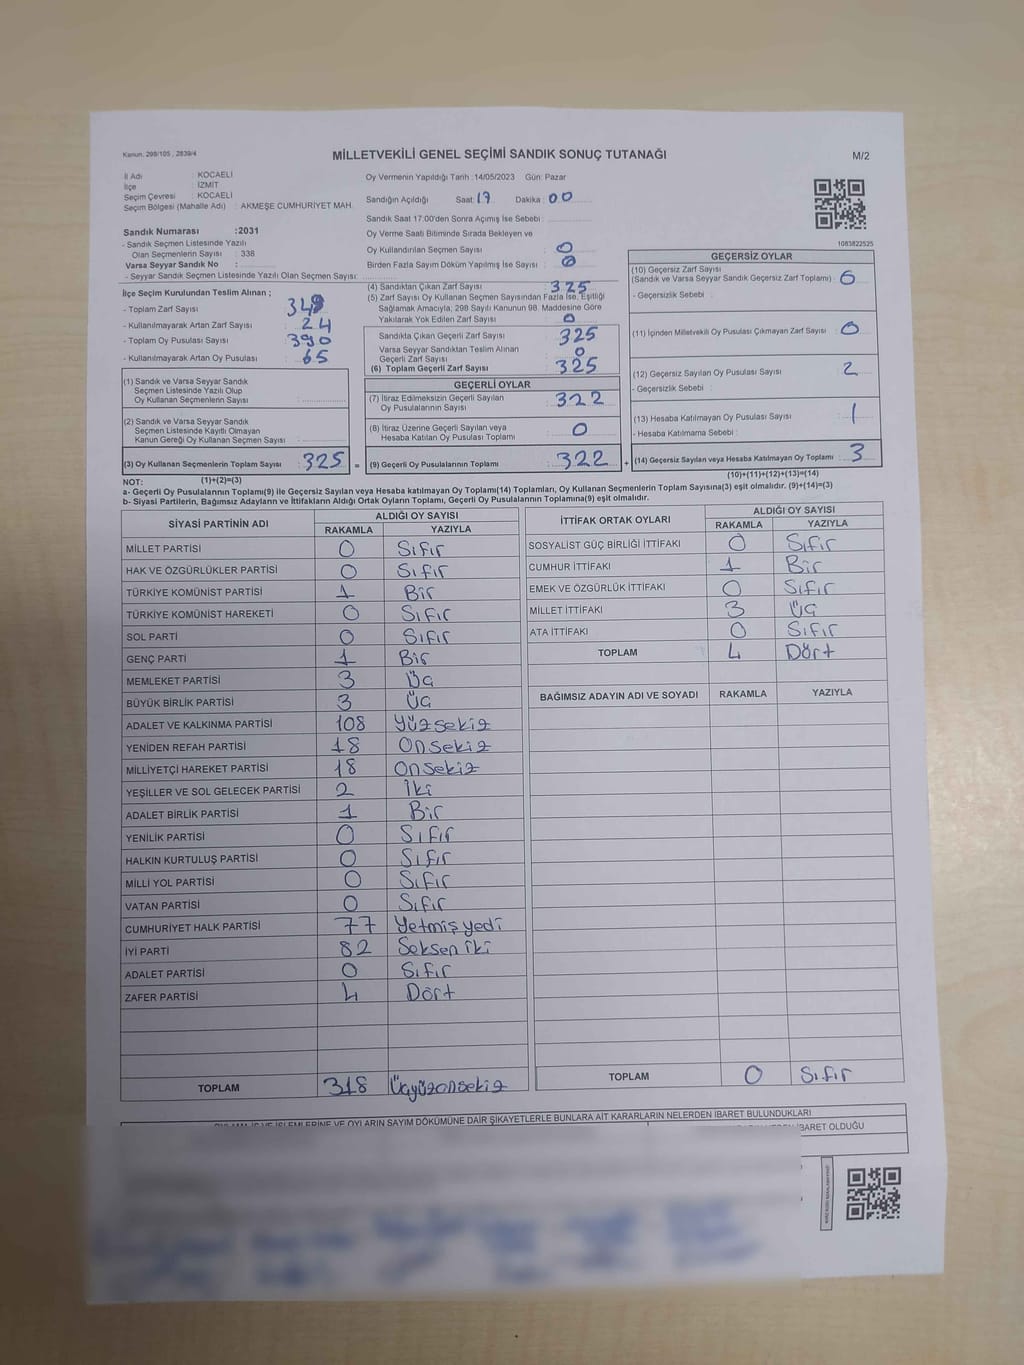 Kanun. 298/105 , 2839/4
MİLLETVEKİLİ GENEL SEÇİMİ SANDIK SONUÇ TUTANAĞI
M/2
İl Adı : KOCAELİ
İlçe : İZMİT
Seçim Çevresi : KOCAELİ
Seçim Bölgesi (Mahalle Adı) : AKMEŞE CUMHURİYET MAH.
Sandık Numarası :2031
- Sandık Seçmen Listesinde Yazılı
Olan Seçmenlerin Sayısı : 338
Varsa Seyyar Sandık No :
- Seyyar Sandık Seçmen Listesinde Yazılı Olan Seçmen Sayısı:
Oy Vermenin Yapıldığı Tarih :14/05/2023 Gün: Pazar
Sandığın Açıldığı Saat: 17 Dakika: 00
Sandık Saat 17:00'den Sonra Açımış İse Sebebi :
Oy Verme Saati Bitiminde Sırada Bekleyen ve
Oy Kullandırılan Seçmen Sayısı : 0
Birden Fazla Sayım Döküm Yapılmış İse Sayısı : 0
1083822525
İlçe Seçim Kurulundan Teslim Alınan ;
- Toplam Zarf Sayısı : 349
- Kullanılmayarak Artan Zarf Sayısı : 24
- Toplam Oy Pusulası Sayısı : 390
- Kullanılmayarak Artan Oy Pusulası : 65
(1) Sandık ve Varsa Seyyar Sandık
Seçmen Listesinde Yazılı Olup
Oy Kullanan Seçmenlerin Sayısı :
(2) Sandık ve Varsa Seyyar Sandık
Seçmen Listesinde Kayıtlı Olmayan
Kanun Gereği Oy Kullanan Seçmen Sayısı :
(3) Oy Kullanan Seçmenlerin Toplam Sayısı : 325
(4) Sandıktan Çıkan Zarf Sayısı : 325
(5) Zarf Sayısı Oy Kullanan Seçmen Sayısından Fazla İse, Eşitliği
Sağlamak Amacıyla; 298 Sayılı Kanunun 98. Maddesine Göre
Yakılarak Yok Edilen Zarf Sayısı : 0
Sandıkta Çıkan Geçerli Zarf Sayısı : 325
Varsa Seyyar Sandıktan Teslim Alınan
Geçerli Zarf Sayısı : 0
(6) Toplam Geçerli Zarf Sayısı : 325
GEÇERLİ OYLAR
(7) İtiraz Edilmeksizin Geçerli Sayılan
Oy Pusulalarının Sayısı : 322
(8) İtiraz Üzerine Geçerli Sayılan veya
Hesaba Katılan Oy Pusulası Toplamı : 0
= (9) Geçerli Oy Pusulalarının Toplamı : 322
GEÇERSİZ OYLAR
(10) Geçersiz Zarf Sayısı
(Sandık ve Varsa Seyyar Sandık Geçersiz Zarf Toplamı) : 0
- Geçersizlik Sebebi :
(11) İçinden Milletvekili Oy Pusulası Çıkmayan Zarf Sayısı : 0
(12) Geçersiz Sayılan Oy Pusulası Sayısı : 2
- Geçersizlik Sebebi :
(13) Hesaba Katılmayan Oy Pusulası Sayısı : 1
- Hesaba Katılmama Sebebi :
+ (14) Geçersiz Sayılan veya Hesaba Katılmayan Oy Toplamı : 3
NOT: (1)+(2)=(3) (10)+(11)+(12)+(13)=(14)
a- Geçerli Oy Pusulalarının Toplamı(9) ile Geçersiz Sayılan veya Hesaba katılmayan Oy Toplamı(14) Toplamları, Oy Kullanan Seçmenlerin Toplam Sayısına(3) eşit olmalıdır. (9)+(14)=(3)
b- Siyasi Partilerin, Bağımsız Adayların ve İttifakların Aldığı Ortak Oyların Toplamı, Geçerli Oy Pusulalarının Toplamına(9) eşit olmalıdır.
SİYASİ PARTİNİN ADI ALDIĞI OY SAYISI
RAKAMLA YAZIYLA
MİLLET PARTİSİ 0 Sıfır
HAK VE ÖZGÜRLÜKLER PARTİSİ 0 Sıfır
TÜRKİYE KOMÜNİST PARTİSİ 1 Bir
TÜRKİYE KOMÜNİST HAREKETİ 0 Sıfır
SOL PARTİ 0 Sıfır
GENÇ PARTİ 1 Bir
MEMLEKET PARTİSİ 3 Üç
BÜYÜK BİRLİK PARTİSİ 3 Üç
ADALET VE KALKINMA PARTİSİ 108 Yüzsekiz
YENİDEN REFAH PARTİSİ 18 Onsekiz
MİLLİYETÇİ HAREKET PARTİSİ 18 Onsekiz
YEŞİLLER VE SOL GELECEK PARTİSİ 2 İki
ADALET BİRLİK PARTİSİ 1 Bir
YENİLİK PARTİSİ 0 Sıfır
HALKIN KURTULUŞ PARTİSİ 0 Sıfır
MİLLİ YOL PARTİSİ 0 Sıfır
VATAN PARTİSİ 0 Sıfır
CUMHURİYET HALK PARTİSİ 77 Yetmiş yedi
İYİ PARTİ 82 Seksen iki
ADALET PARTİSİ 0 Sıfır
ZAFER PARTİSİ 4 Dört
TOPLAM 318 Üçyüzonsekiz
İTTİFAK ORTAK OYLARI ALDIĞI OY SAYISI
RAKAMLA YAZIYLA
SOSYALİST GÜÇ BİRLİĞİ İTTİFAKI 0 Sıfır
CUMHUR İTTİFAKI 1 Bir
EMEK VE ÖZGÜRLÜK İTTİFAKI 0 Sıfır
MİLLET İTTİFAKI 3 Üç
ATA İTTİFAKI 0 Sıfır
TOPLAM 4 Dört
BAĞIMSIZ ADAYIN ADI VE SOYADI RAKAMLA YAZIYLA
TOPLAM 0 Sıfır
OYLAMA İŞ VE İŞLEMLERİNE VE OYLARIN SAYIM DÖKÜMÜNE DAİR ŞİKAYETLERLE BUNLARA AİT KARARLARIN NELERDEN İBARET BULUNDUKLARI
İBARET OLDUĞU